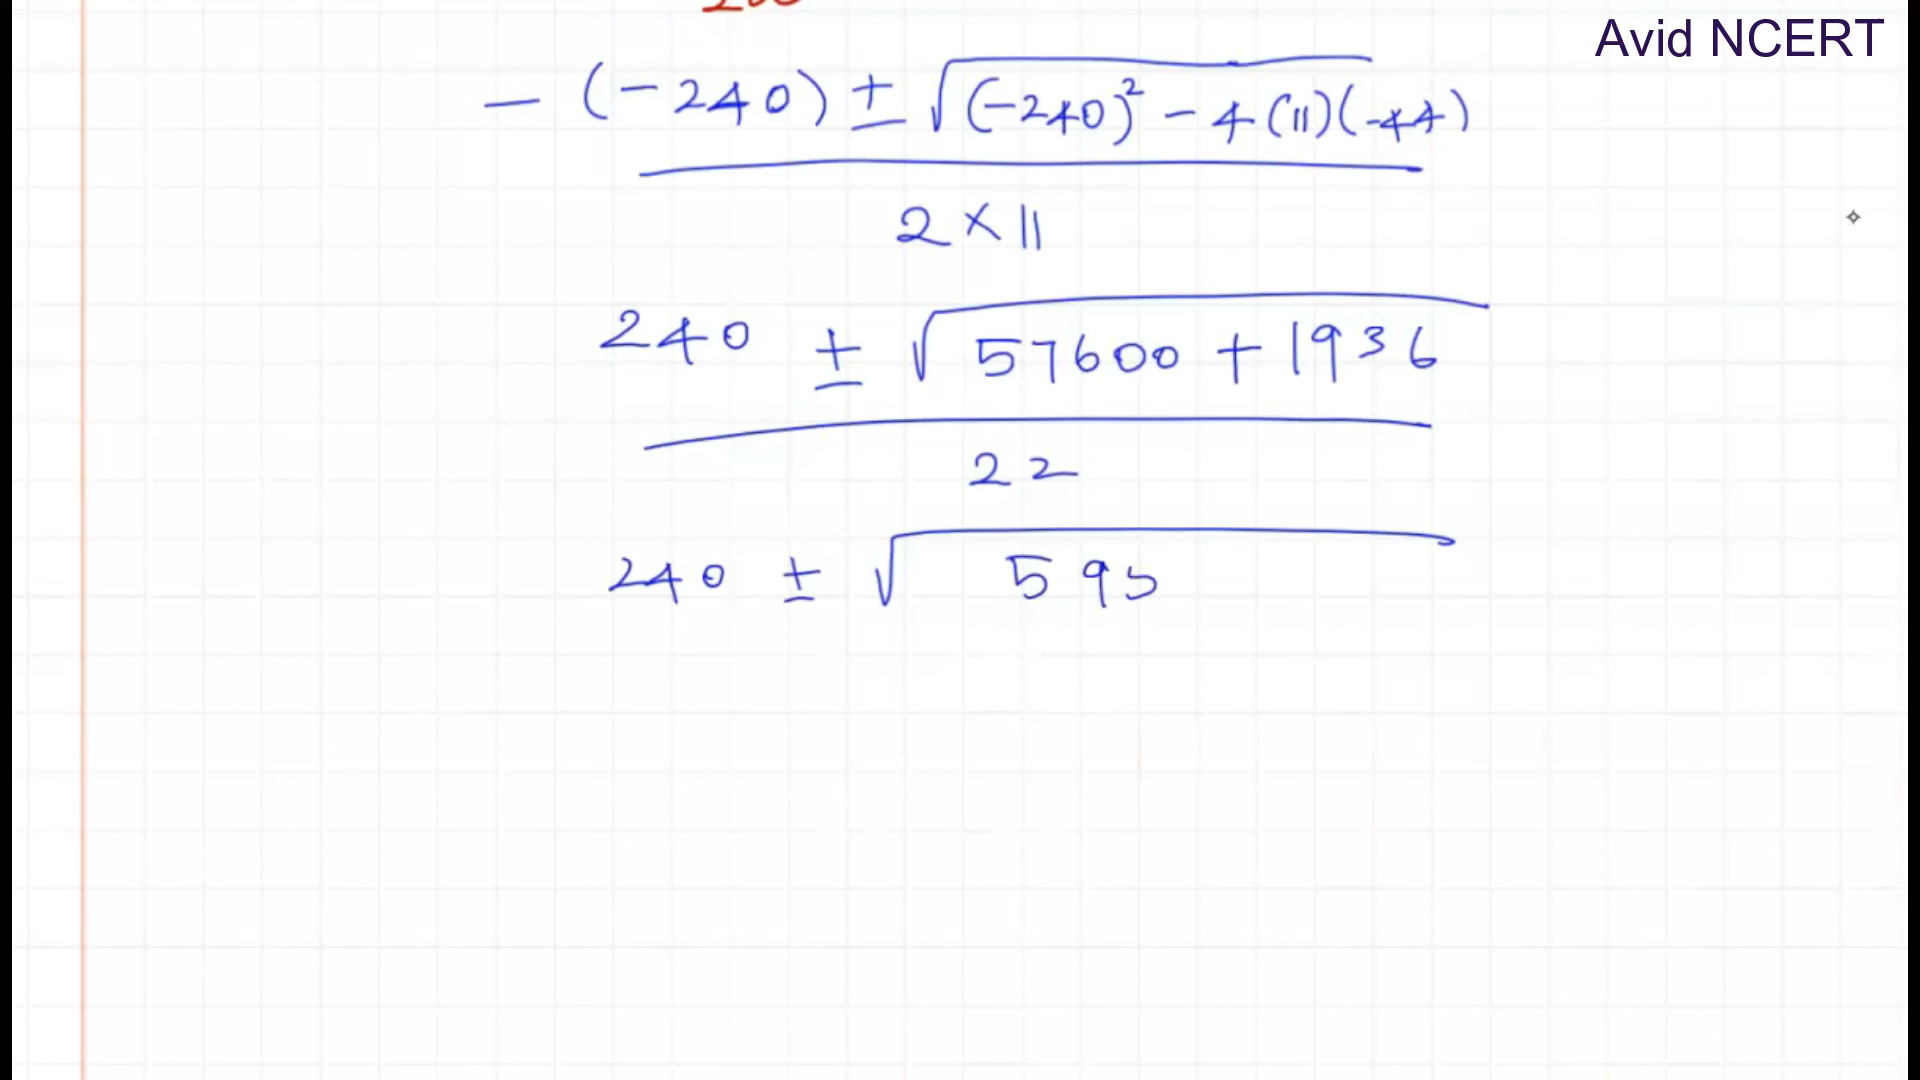 Avid NCERT
− (−240) ± √(−240)² − 4(11)(−44)
2 × 11
240 ± √57600 + 1936
22
240 ± √595